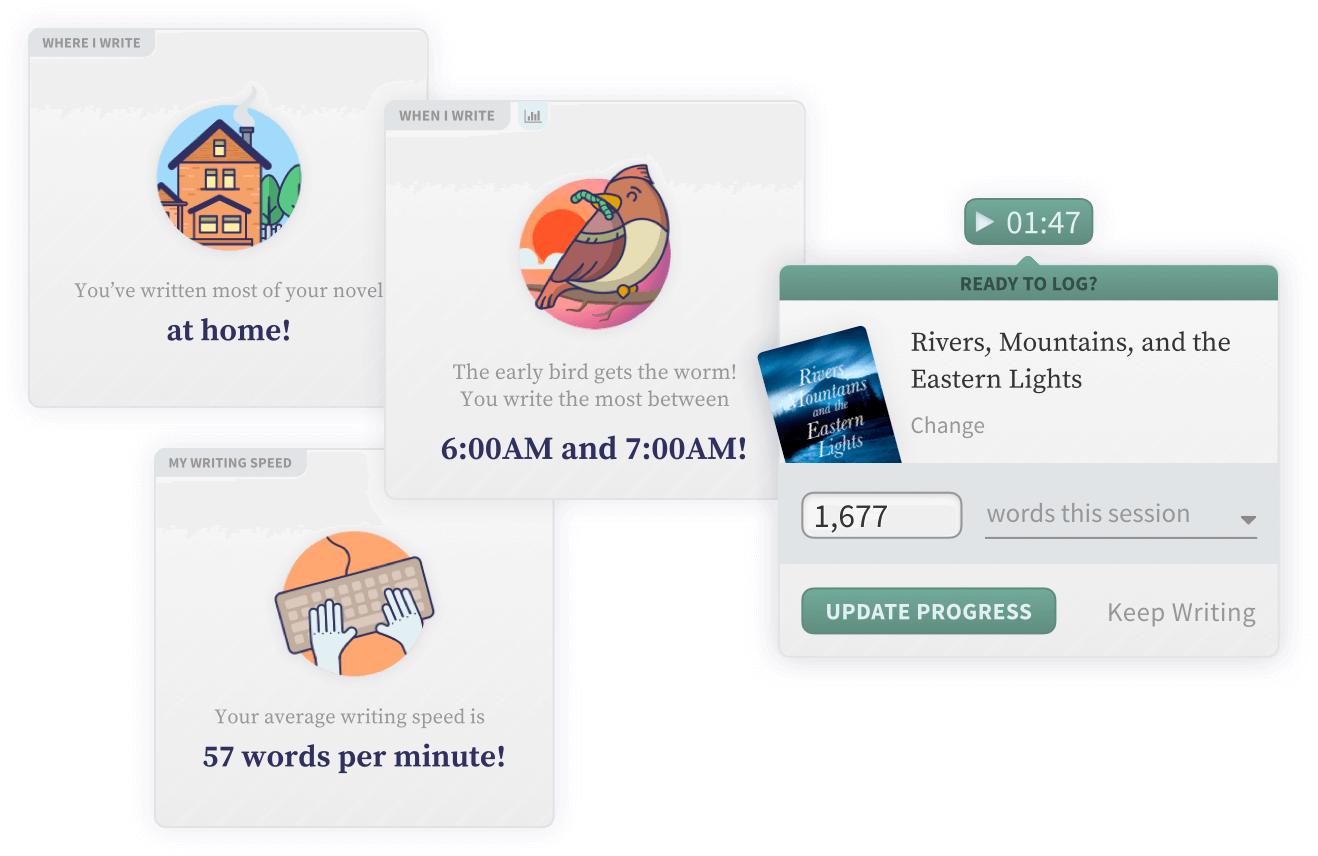 WHERE I WRITE
You’ve written most of your novel
at home!
WHEN I WRITE
The early bird gets the worm!
You write the most between
6:00AM and 7:00AM!
MY WRITING SPEED
Your average writing speed is
57 words per minute!
01:47
READY TO LOG?
Rivers,
Mountains
and the
Eastern
Lights
Rivers, Mountains, and the
Eastern Lights
Change
1,677
words this session
UPDATE PROGRESS
Keep Writing